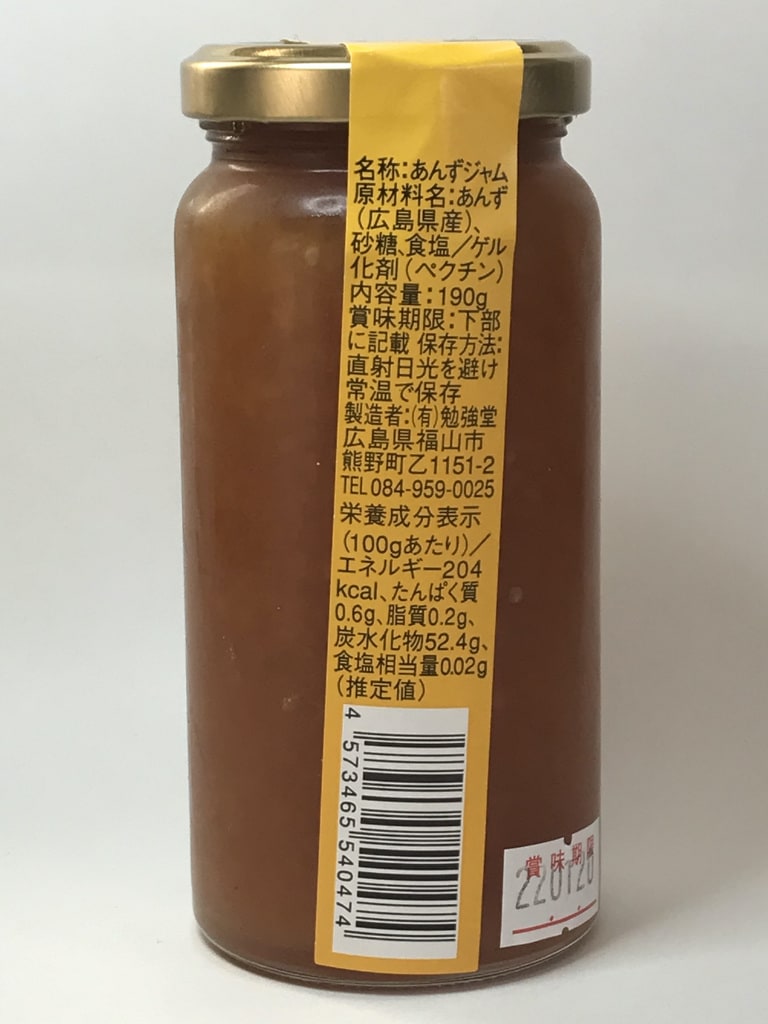 名称:あんずジャム
原材料名:あんず
(広島県産)、
砂糖、食塩/ゲル
化剤(ペクチン)
内容量:190g
賞味期限:下部
に記載 保存方法:
直射日光を避け
常温で保存
製造者:(有)勉強堂
広島県福山市
熊野町乙1151-2
TEL 084-959-0025
栄養成分表示
(100gあたり)/
エネルギー204
kcal、たんぱく質
0.6g、脂質0.2g、
炭水化物52.4g、
食塩相当量0.02g
(推定値)
4 573465 540474
賞味期限